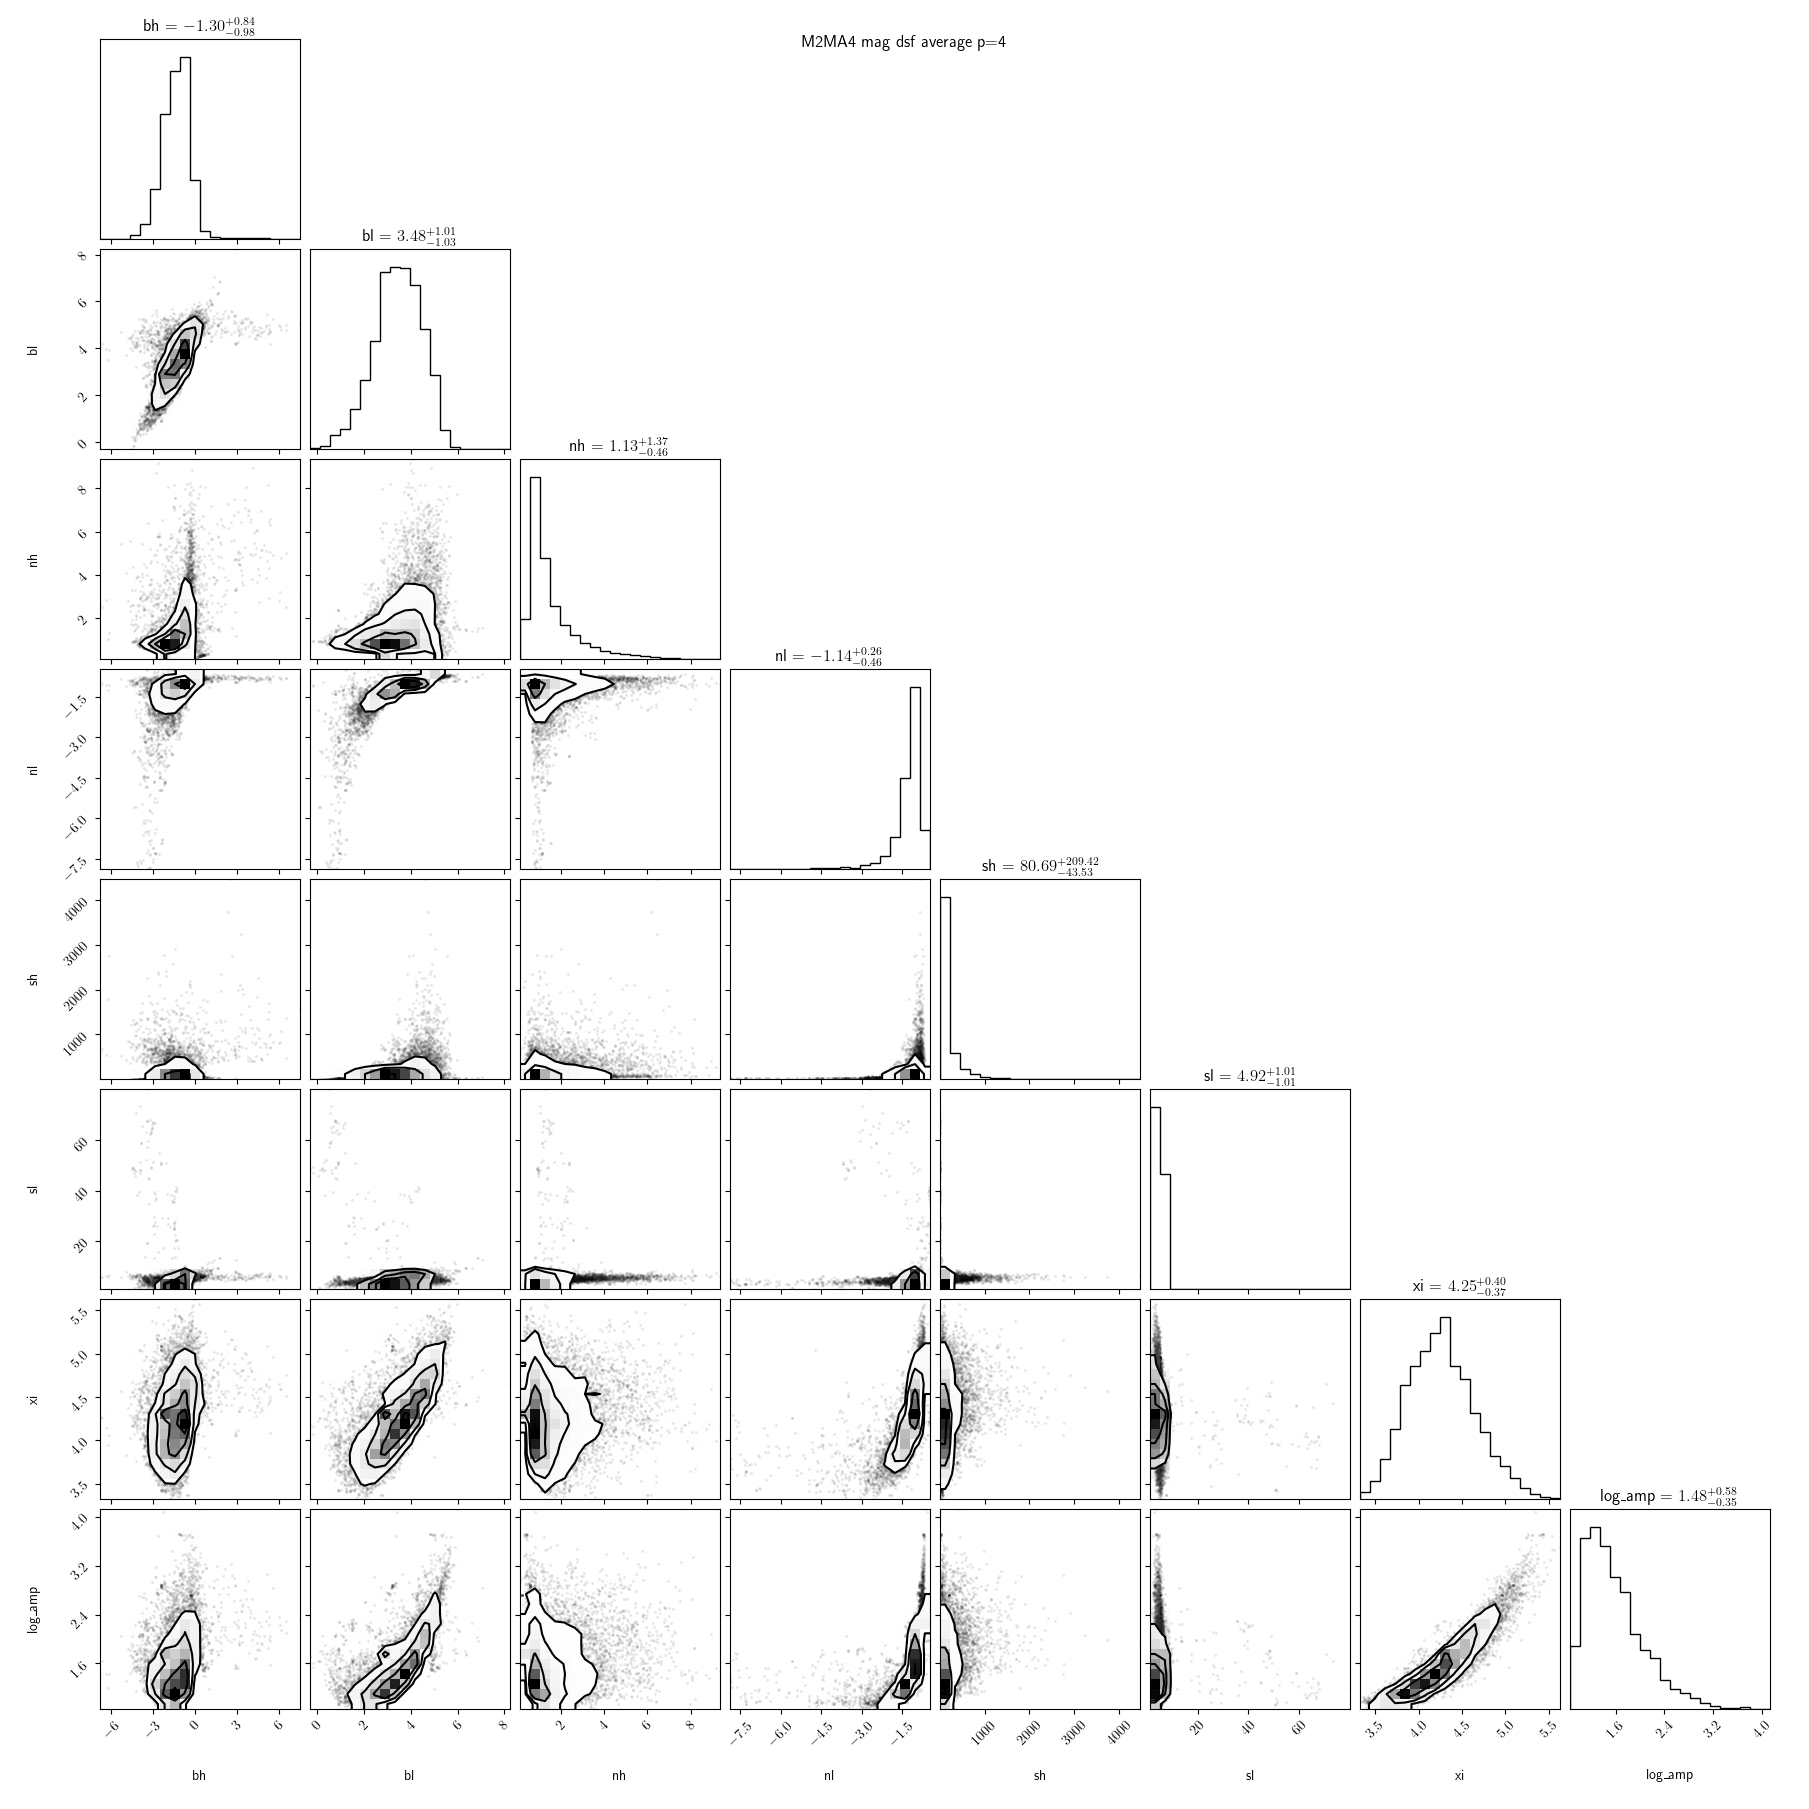 bh = −1.30+0.84−0.98
M2MA4 mag dsf average p=4
bl = 3.48+1.01−1.03
8
6
bl
4
2
0
nh = 1.13+1.37−0.46
8
6
nh
4
2
nl = −1.14+0.26−0.46
−1.5
−3.0
nl
−4.5
−6.0
−7.5
sh = 80.69+209.42−43.53
4000
3000
sh
2000
1000
sl = 4.92+1.01−1.01
60
sl
40
20
xi = 4.25+0.40−0.37
5.5
5.0
xi
4.5
4.0
3.5
log_amp = 1.48+0.58−0.35
4.0
3.2
log_amp
2.4
1.6
−6 −3 0 3 6 0 2 4 6 8 2 4 6 8 −7.5 −6.0 −4.5 −3.0 −1.5 1000 2000 3000 4000 20 40 60 3.5 4.0 4.5 5.0 5.5 1.6 2.4 3.2 4.0
bh bl nh nl sh sl xi log_amp